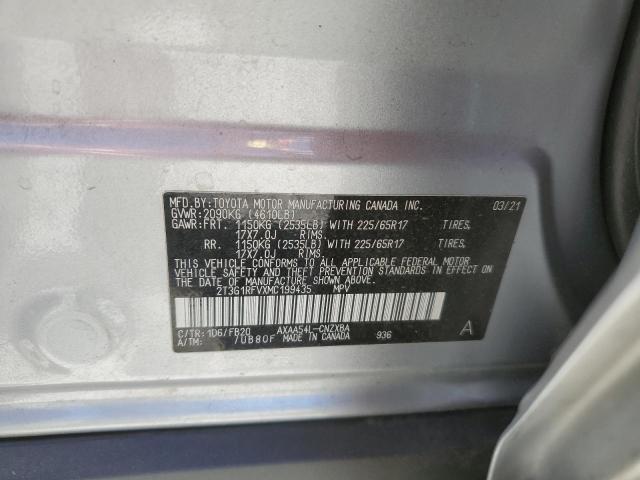 MFD.BY:TOYOTA MOTOR MANUFACTURING CANADA INC. 03/21
GVWR:2090KG (4610LB)
GAWR:FRT. 1150KG (2535LB) WITH 225/65R17 TIRES.
17X7.0J RIMS.
RR. 1150KG (2535LB) WITH 225/65R17 TIRES.
17X7.0J RIMS.
THIS VEHICLE CONFORMS TO ALL APPLICABLE FEDERAL MOTOR
VEHICLE SAFETY AND THEFT PREVENTION STANDARDS IN EFFECT
ON THE DATE OF MANUFACTURE SHOWN ABOVE.
2T3G1RFVXMC199435 MPV
C/TR:1D6/FB20 AXAA54L-CNZXBA A
A/TM: /UB80F MADE IN CANADA 936